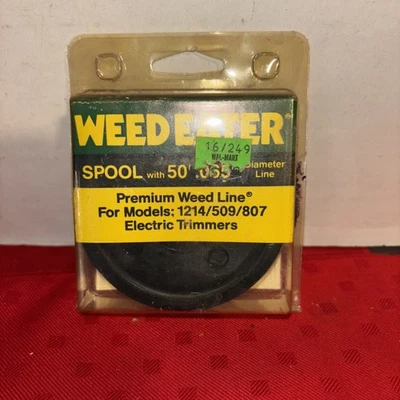 WEED EATER®
16/249
WAL-MART
SPOOL with 50' .065" Diameter
Line
Premium Weed Line®
For Models: 1214/509/807
Electric Trimmers